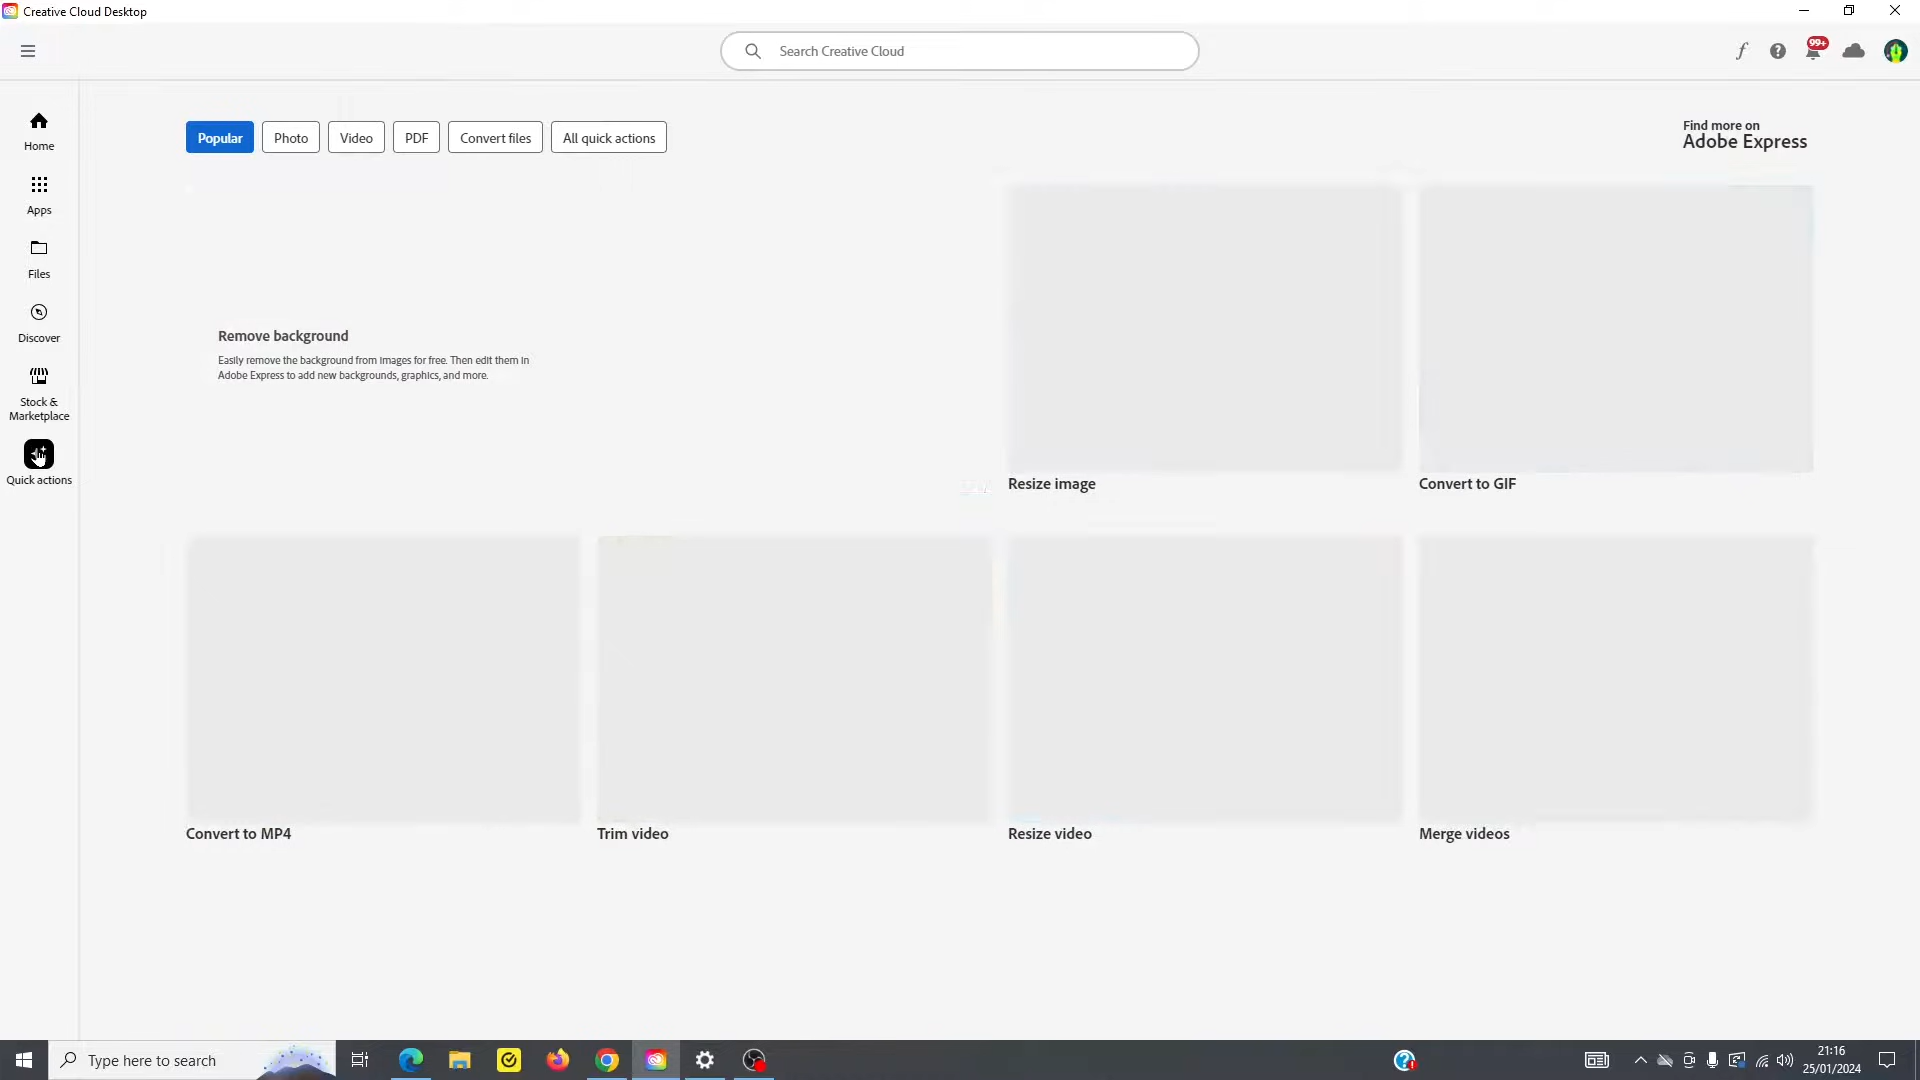 Creative Cloud Desktop
Search Creative Cloud
99+
Home
Apps
Files
Discover
Stock &
Marketplace
Quick actions
Popular
Photo
Video
PDF
Convert files
All quick actions
Find more on
Adobe Express
Remove background
Easily remove the background from images for free. Then edit them in
Adobe Express to add new backgrounds, graphics, and more.
Resize image
Convert to GIF
Convert to MP4
Trim video
Resize video
Merge videos
Type here to search
21:16
25/01/2024